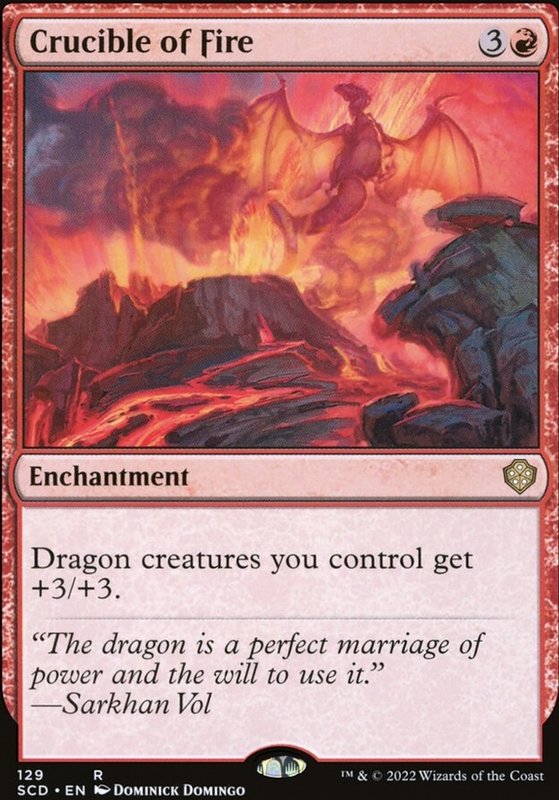 Crucible of Fire 3
Enchantment
Dragon creatures you control get
+3/+3.
“The dragon is a perfect marriage of
power and the will to use it.”
—Sarkhan Vol
129 R
SCD • EN DOMINICK DOMINGO
™ & © 2022 Wizards of the Coast